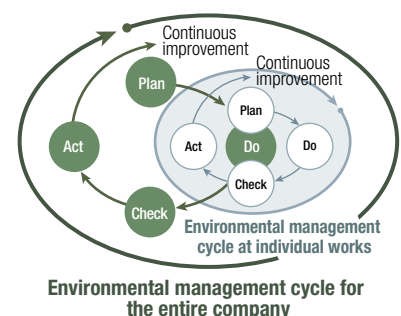 Continuous
improvement
Continuous
improvement
Plan
Plan
Act
Act
Do
Do
Check
Check
Environmental management
cycle at individual works
Environmental management cycle for
the entire company